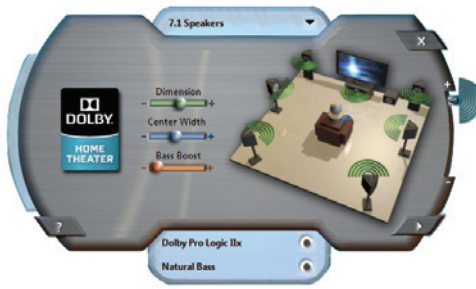 7.1 Speakers
X
DOLBY.
HOME
THEATER
Dimension
- +
Center Width
- +
Bass Boost
- +
+
-
?
Dolby Pro Logic IIx
Natural Bass